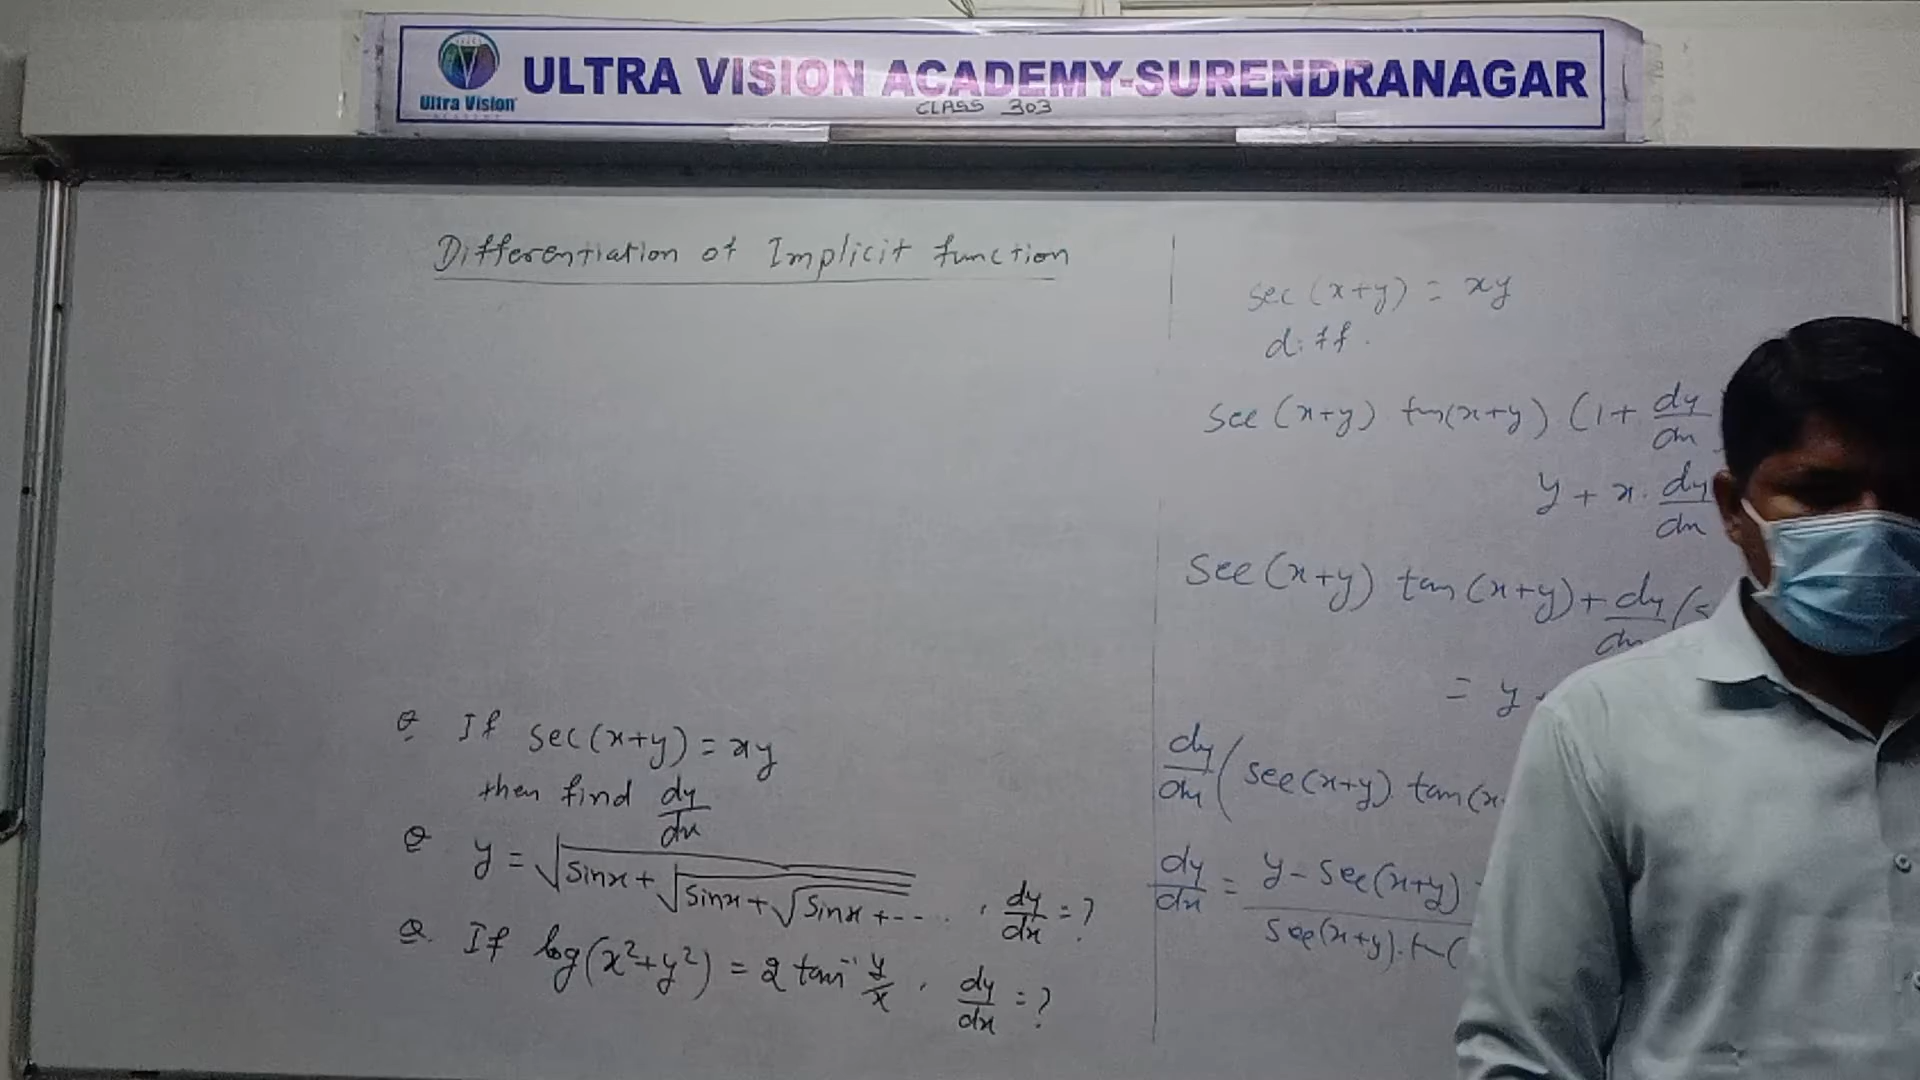 ULTRA VISION ACADEMY-SURENDRANAGAR
Ultra Vision
CLASS 303
Differentiation of Implicit function
Q If sec(x+y) = xy
then find dy/dx
Q y = √sinx + √sinx + √sinx + --- . , dy/dx = ?
Q. If log(x²+y²) = 2 tan⁻¹ y/x , dy/dx = ?
sec (x+y) = xy
diff.
sec (x+y) tan(x+y) (1 + dy/dx
y + x . dy/dx
sec (x+y) tan (x+y) + dy/dx (
= y
dy/dx ( sec(x+y) tan(x
dy/dx = y - sec(x+y) / sec(x+y). tan(